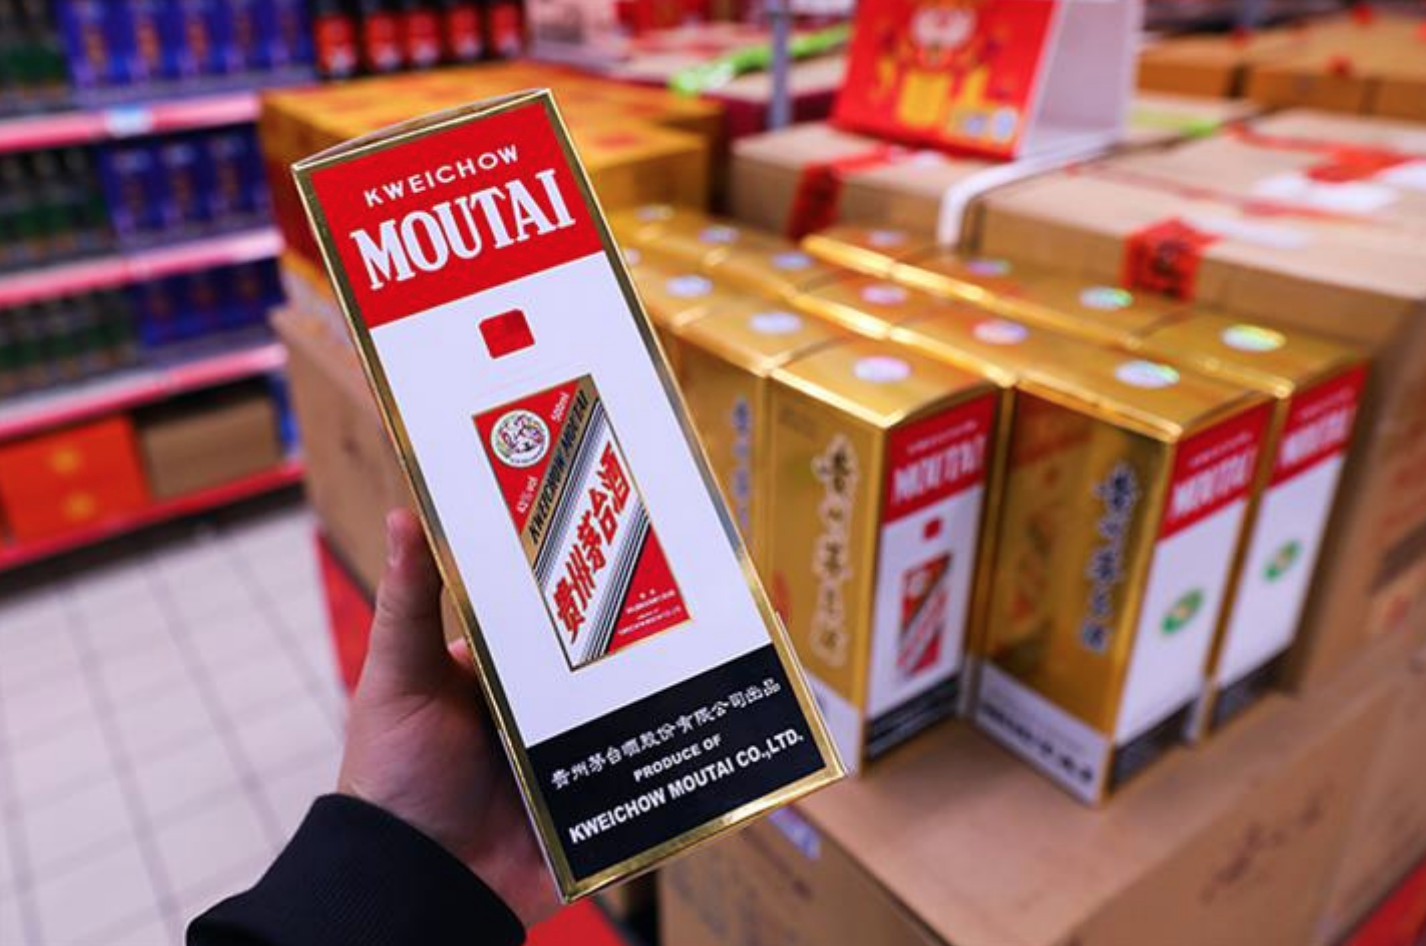 KWEICHOW
MOUTAI
500ml
KWEICHOW MOUTAI
贵州茅台酒
贵州茅台酒股份有限公司出品
PRODUCE OF
KWEICHOW MOUTAI CO.,LTD.
MOUTAI
MOUTAI
MOUTAI